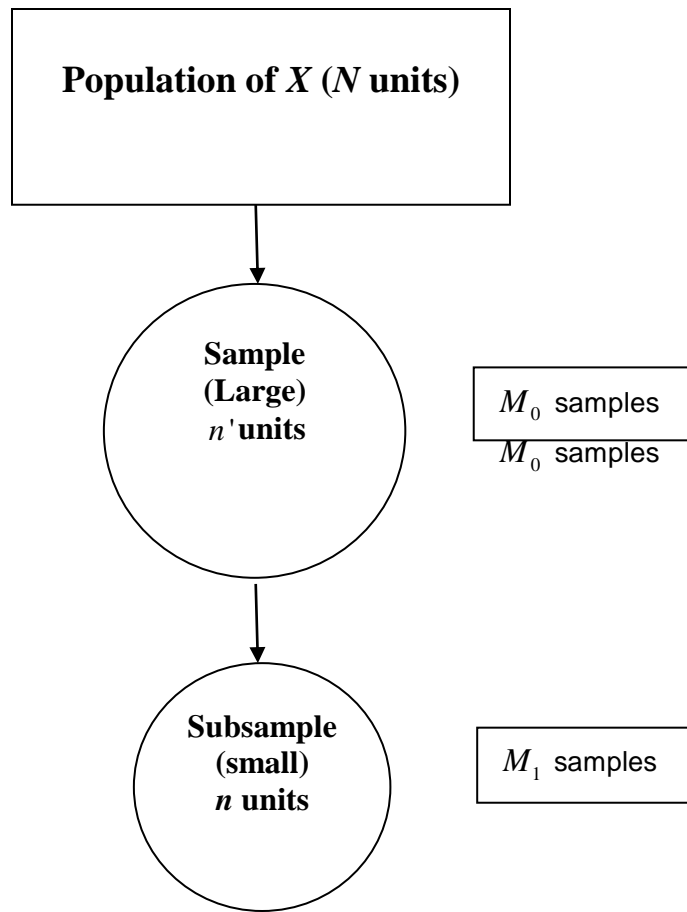 Population of X (N units)
Sample
(Large)
n' units
M₀ samples
M₀ samples
Subsample
(small)
n units
M₁ samples